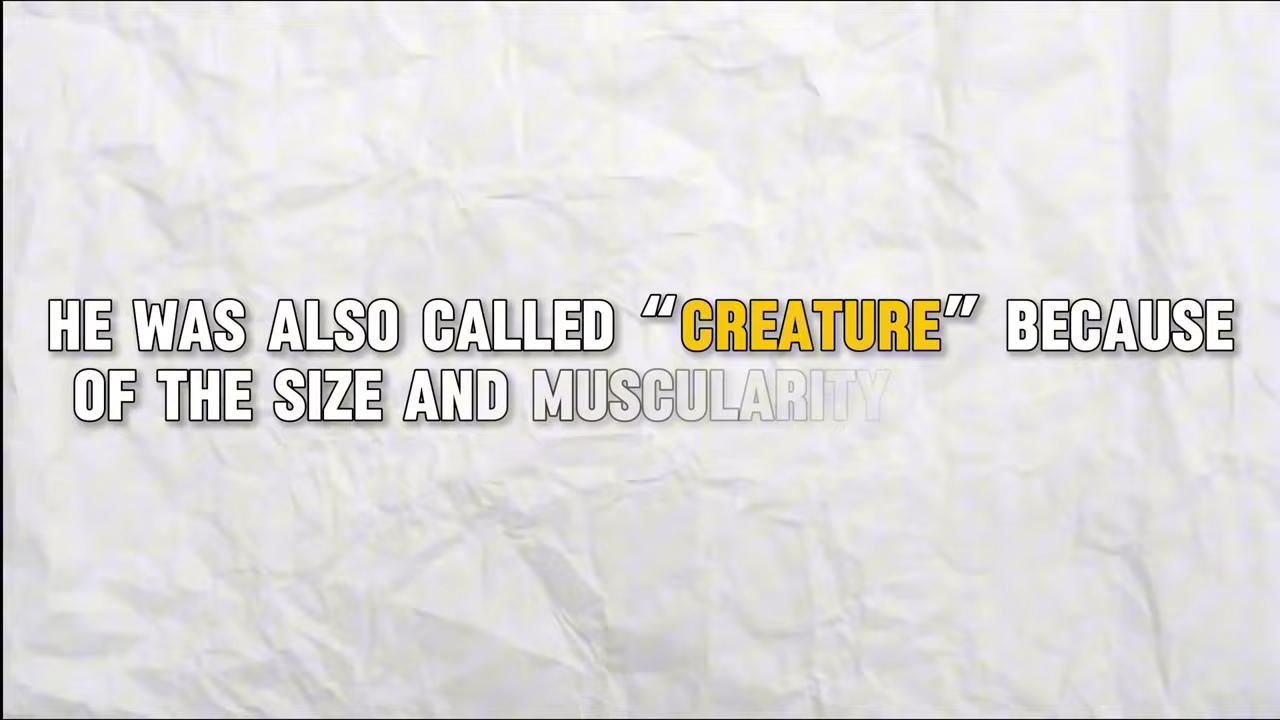 HE WAS ALSO CALLED “CREATURE” BECAUSE
OF THE SIZE AND MUSCULARITY